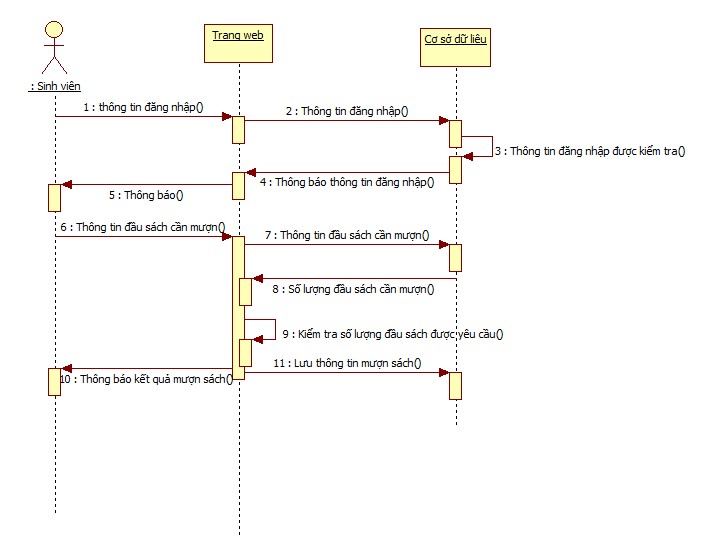 Trang web
Cơ sở dữ liêu
: Sinh viên
1 : thông tin đăng nhập()
2 : Thông tin đăng nhập()
3 : Thông tin đăng nhập được kiểm tra()
4 : Thông báo thông tin đăng nhập()
5 : Thông báo()
6 : Thông tin đầu sách cần mượn()
7 : Thông tin đầu sách cần mượn()
8 : Số lượng đầu sách cần mượn()
9 : Kiểm tra số lượng đầu sách được yêu cầu()
11 : Lưu thông tin mượn sách()
10 : Thông báo kết quả mượn sách()